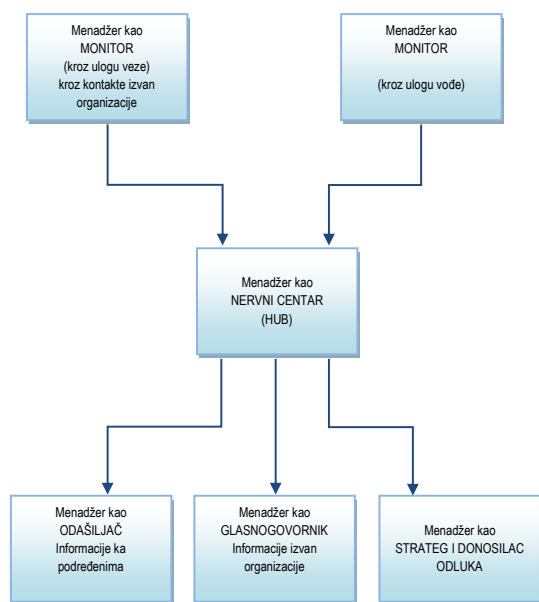 Menadžer kao
MONITOR
(kroz ulogu veze)
kroz kontakte izvan
organizacije
Menadžer kao
MONITOR
(kroz ulogu vođe)
Menadžer kao
NERVNI CENTAR
(HUB)
Menadžer kao
ODAŠILJAČ
Informacije ka
podređenima
Menadžer kao
GLASNOGOVORNIK
Informacije izvan
organizacije
Menadžer kao
STRATEG I DONOSILAC
ODLUKA